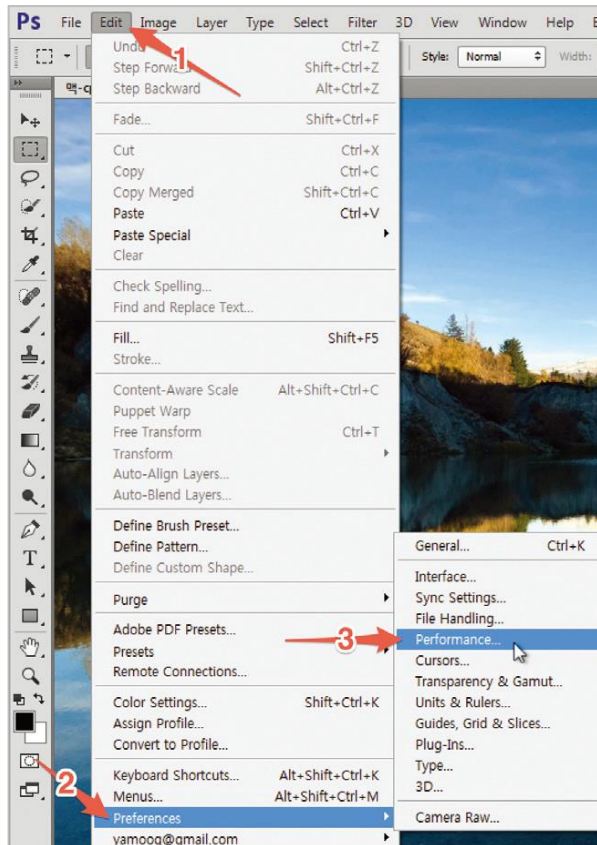 Ps File Edit Image Layer Type Select Filter 3D View Window Help
Style: Normal Width:
Undo Ctrl+Z
1
Step Forward Shift+Ctrl+Z
Step Backward Alt+Ctrl+Z
Fade... Shift+Ctrl+F
Cut Ctrl+X
Copy Ctrl+C
Copy Merged Shift+Ctrl+C
Paste Ctrl+V
Paste Special
Clear
Check Spelling...
Find and Replace Text...
Fill... Shift+F5
Stroke...
Content-Aware Scale Alt+Shift+Ctrl+C
Puppet Warp
Free Transform Ctrl+T
Transform
Auto-Align Layers...
Auto-Blend Layers...
Define Brush Preset...
Define Pattern...
Define Custom Shape...
Purge
Adobe PDF Presets...
Presets
Remote Connections...
Color Settings... Shift+Ctrl+K
Assign Profile...
Convert to Profile...
Keyboard Shortcuts... Alt+Shift+Ctrl+K
2
Menus... Alt+Shift+Ctrl+M
Preferences
yamoog@gmail.com
General... Ctrl+K
Interface...
Sync Settings...
File Handling...
3
Performance...
Cursors...
Transparency & Gamut...
Units & Rulers...
Guides, Grid & Slices...
Plug-Ins...
Type...
3D...
Camera Raw...